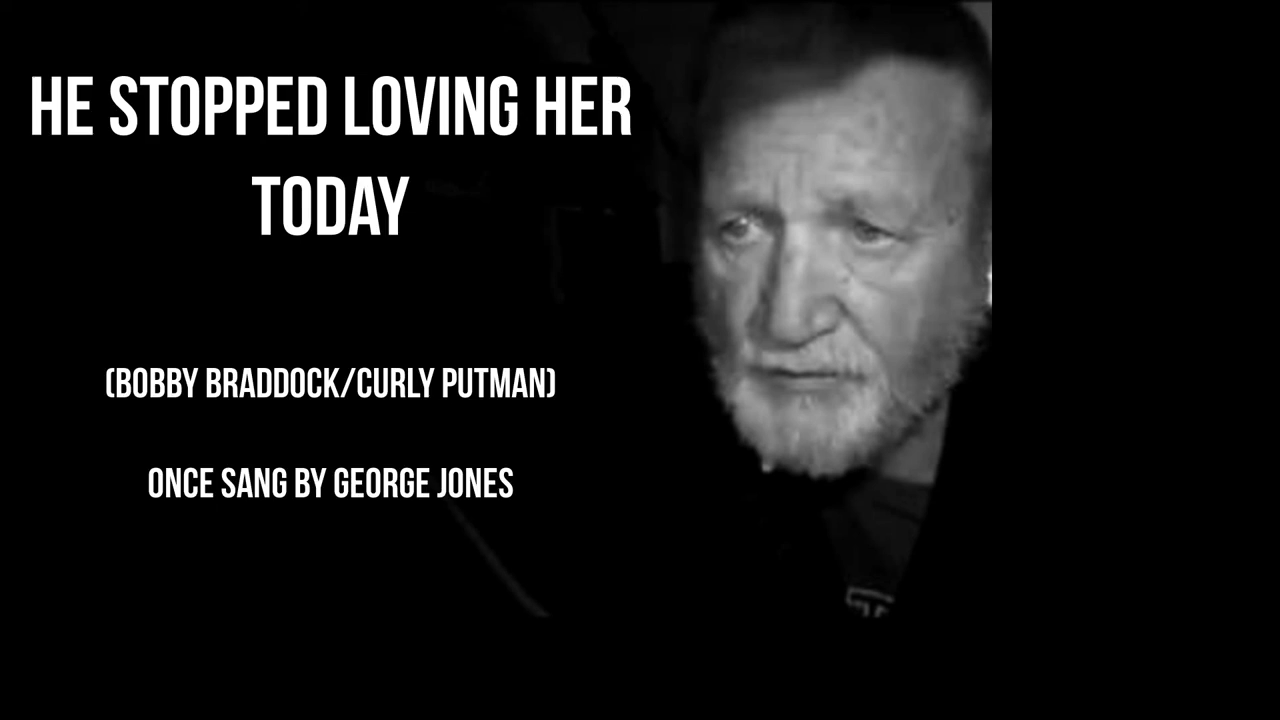 HE STOPPED LOVING HER
TODAY
(BOBBY BRADDOCK/CURLY PUTMAN)
ONCE SANG BY GEORGE JONES